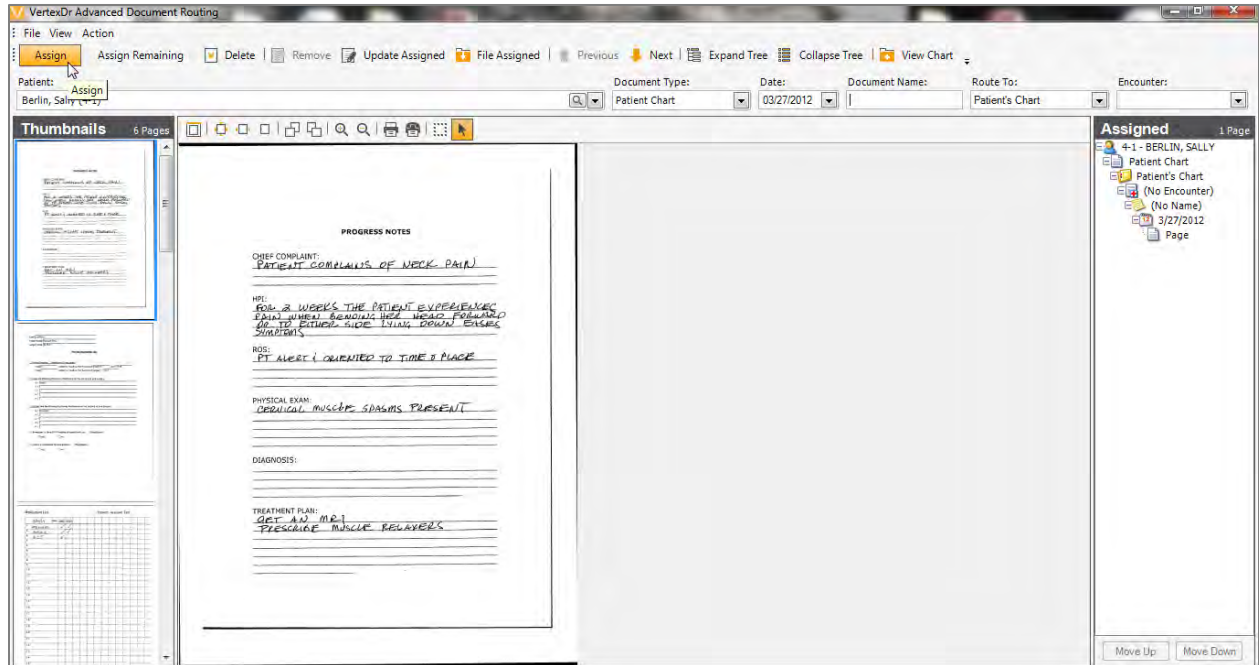 VertexDr Advanced Document Routing
File View Action
Assign Assign Remaining Delete Remove Update Assigned File Assigned Previous Next Expand Tree Collapse Tree View Chart
Assign
Patient: Document Type: Date: Document Name: Route To: Encounter:
Berlin, Sally (4-1) Patient Chart 03/27/2012 Patient's Chart
Thumbnails 6 Pages
Assigned 1 Page
4-1 - BERLIN, SALLY
Patient Chart
Patient's Chart
(No Encounter)
(No Name)
3/27/2012
Page
PROGRESS NOTES
CHIEF COMPLAINT:
PATIENT COMPLAINS OF NECK PAIN
HPI:
FOR 2 WEEKS THE PATIENT EXPERIENCES
PAIN WHEN BENDING HER HEAD FORWARD
OR TO EITHER SIDE LYING DOWN EASES
SYMPTOMS
ROS:
PT ALERT & ORIENTED TO TIME & PLACE
PHYSICAL EXAM:
CERVICAL MUSCLE SPASMS PRESENT
DIAGNOSIS:
TREATMENT PLAN:
GET AN MRI
PRESCRIBE MUSCLE RELAXERS
Move Up Move Down